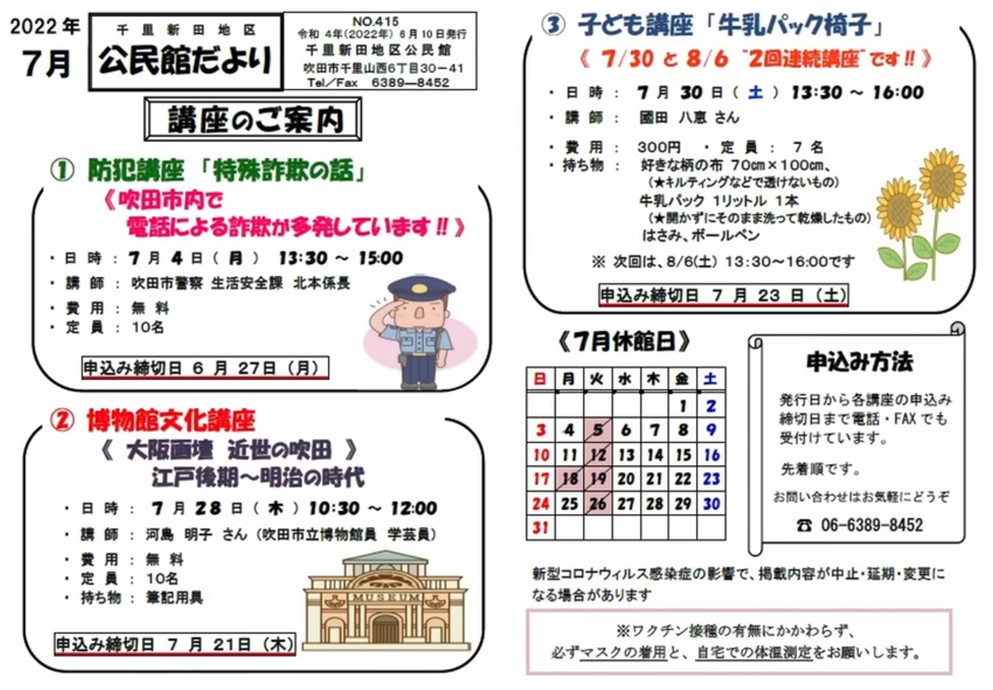 2022年
7月
千里新田地区
公民館だより
NO.415
令和 4年(2022年) 6月10日発行
千里新田地区公民館
吹田市千里山西6丁目30－41
Tel／Fax 6389―8452
講座のご案内
① 防犯講座 「特殊詐欺の話」
《 吹田市内で
電話による詐欺が多発しています!! 》
・日 時：7 月 4 日（ 月 ） 13:30 ～ 15:00
・講 師 ： 吹田市警察 生活安全課 北本係長
・費 用 ： 無 料
・定 員 ： 10名
申込み締切日 6 月 27日（月）
② 博物館文化講座
《 大阪画壇 近世の吹田 》
江戸後期～明治の時代
・日 時 ： 7 月 28 日（ 木 ）10:30 ～ 12:00
・講 師 ： 河島 明子 さん（吹田市立博物館員 学芸員）
・費 用 ： 無 料
・定 員 ： 10名
・持ち物 ： 筆記用具
MUSEUM
申込み締切日 7 月 21日（木）
③ 子ども講座 「牛乳パック椅子」
《 7/30 と 8/6 “2回連続講座”です!! 》
・日 時： 7 月 30 日（ 土 ） 13:30 ～ 16:00
・講 師 ： 國田 八恵 さん
・費 用 ： 300円 ・定 員 ： 7 名
・持ち物 ： 好きな柄の布 70㎝×100㎝、
（★キルティングなどで透けないもの）
牛乳パック 1リットル 1本
（★開かずにそのまま洗って乾燥したもの）
はさみ、ボールペン
※ 次回は、8/6(土) 13：30～16：00です
申込み締切日 7 月 23 日（土）
《7月休館日》
日 月 火 水 木 金 土
1 2
3 4 5 6 7 8 9
10 11 12 13 14 15 16
17 18 19 20 21 22 23
24 25 26 27 28 29 30
31
申込み方法
発行日から各講座の申込み
締切日まで電話・FAXでも
受付けています。
先着順です。
お問い合わせはお気軽にどうぞ
☎ 06-6389-8452
新型コロナウィルス感染症の影響で、掲載内容が中止・延期・変更に
なる場合があります
※ワクチン接種の有無にかかわらず、
必ずマスクの着用と、自宅での体温測定をお願いします。